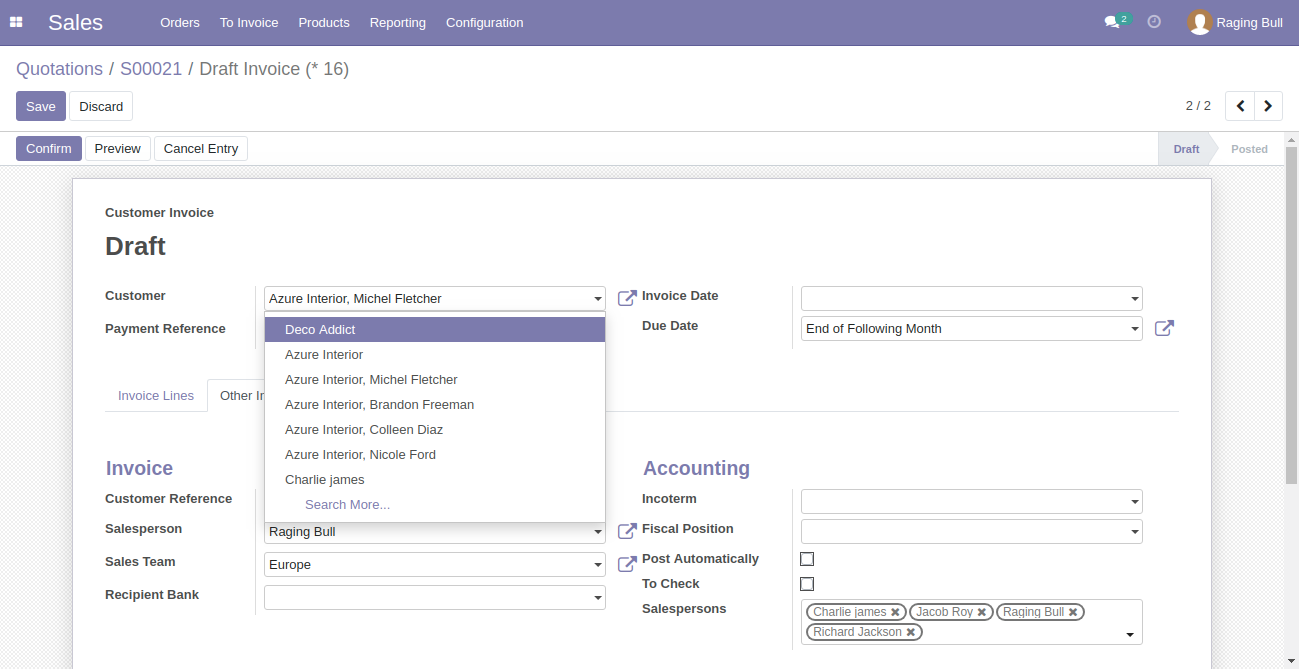 Sales Orders To Invoice Products Reporting Configuration 2 Raging Bull
Quotations / S00021 / Draft Invoice (* 16)
Save Discard 2 / 2
Confirm Preview Cancel Entry Draft Posted
Customer Invoice
Draft
Customer Azure Interior, Michel Fletcher Invoice Date
Payment Reference Due Date End of Following Month
Deco Addict
Azure Interior
Azure Interior, Michel Fletcher
Azure Interior, Brandon Freeman
Azure Interior, Colleen Diaz
Azure Interior, Nicole Ford
Charlie james
Search More...
Invoice Lines Other In
Invoice Accounting
Customer Reference Incoterm
Salesperson Raging Bull Fiscal Position
Sales Team Europe Post Automatically
To Check
Recipient Bank Salespersons
Charlie james Jacob Roy Raging Bull
Richard Jackson